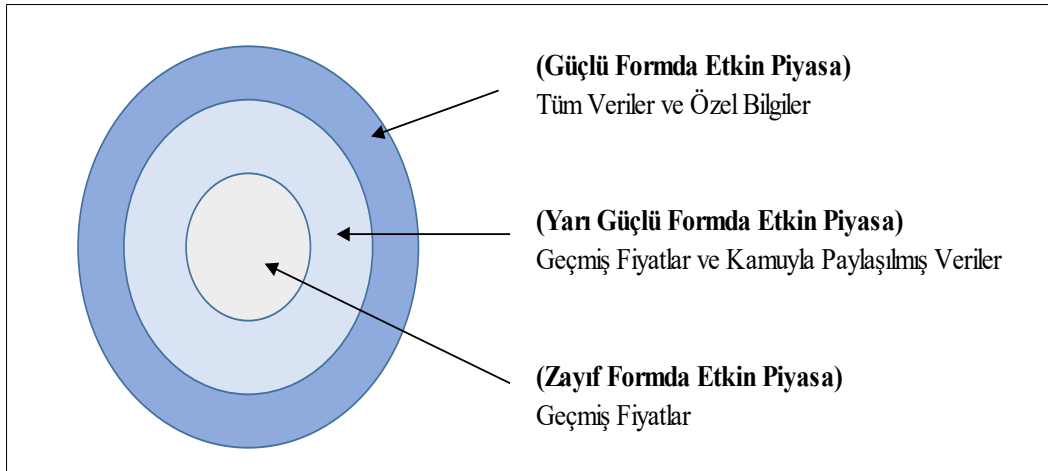 (Güçlü Formda Etkin Piyasa)
Tüm Veriler ve Özel Bilgiler
(Yarı Güçlü Formda Etkin Piyasa)
Geçmiş Fiyatlar ve Kamuyla Paylaşılmış Veriler
(Zayıf Formda Etkin Piyasa)
Geçmiş Fiyatlar